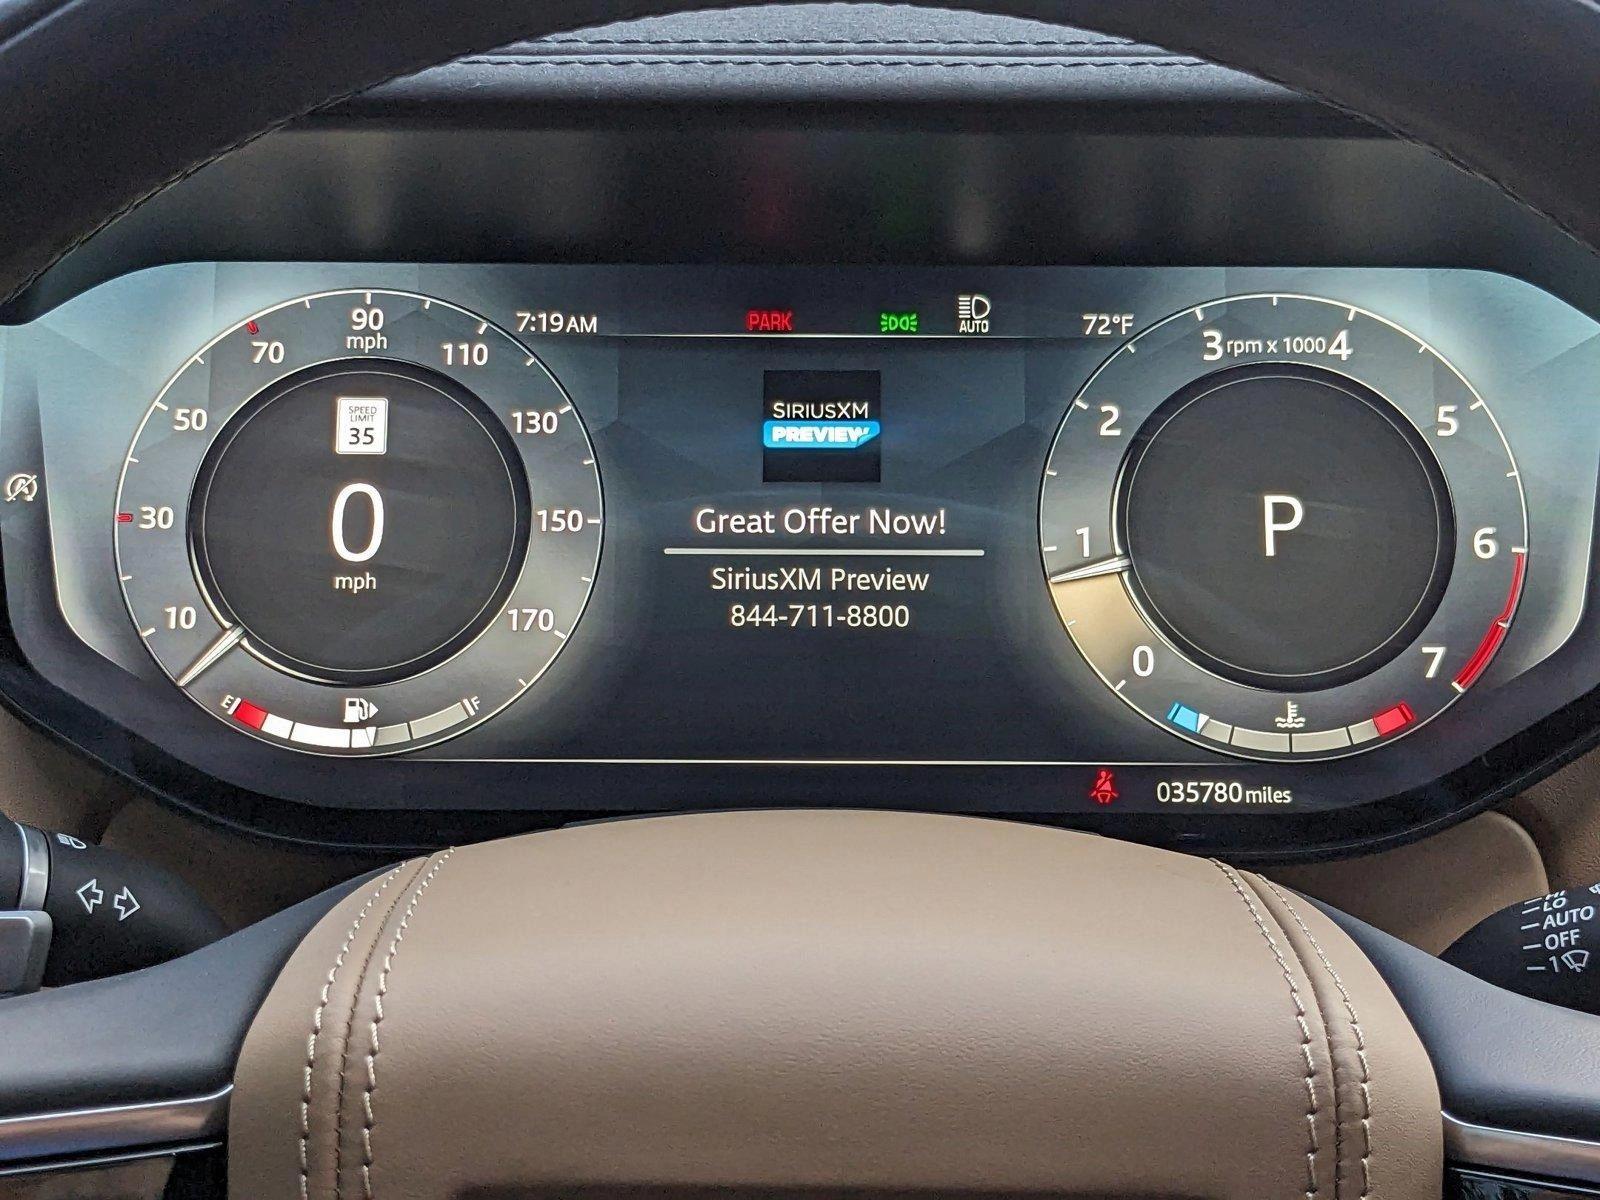 7:19 AM
PARK
AUTO
72°F
10
30
50
70
90
mph
110
130
150
170
SPEED
LIMIT
35
0
mph
E
F
SIRIUSXM
PREVIEW
Great Offer Now!
SiriusXM Preview
844-711-8800
0
1
2
3 rpm x 1000 4
5
6
7
P
035780 miles
LO
AUTO
OFF
1